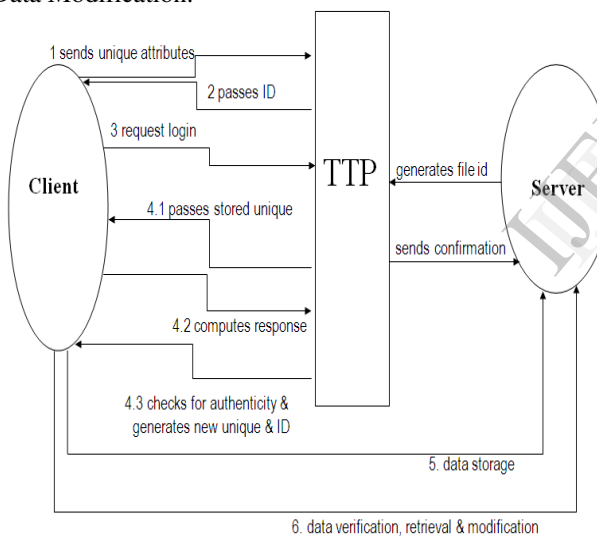 Data Modification.
1 sends unique attributes
2 passes ID
3 request login
TTP
generates file id
Client
Server
4.1 passes stored unique
sends confirmation
4.2 computes response
4.3 checks for authenticity &
generates new unique & ID
5. data storage
6. data verification, retrieval & modification